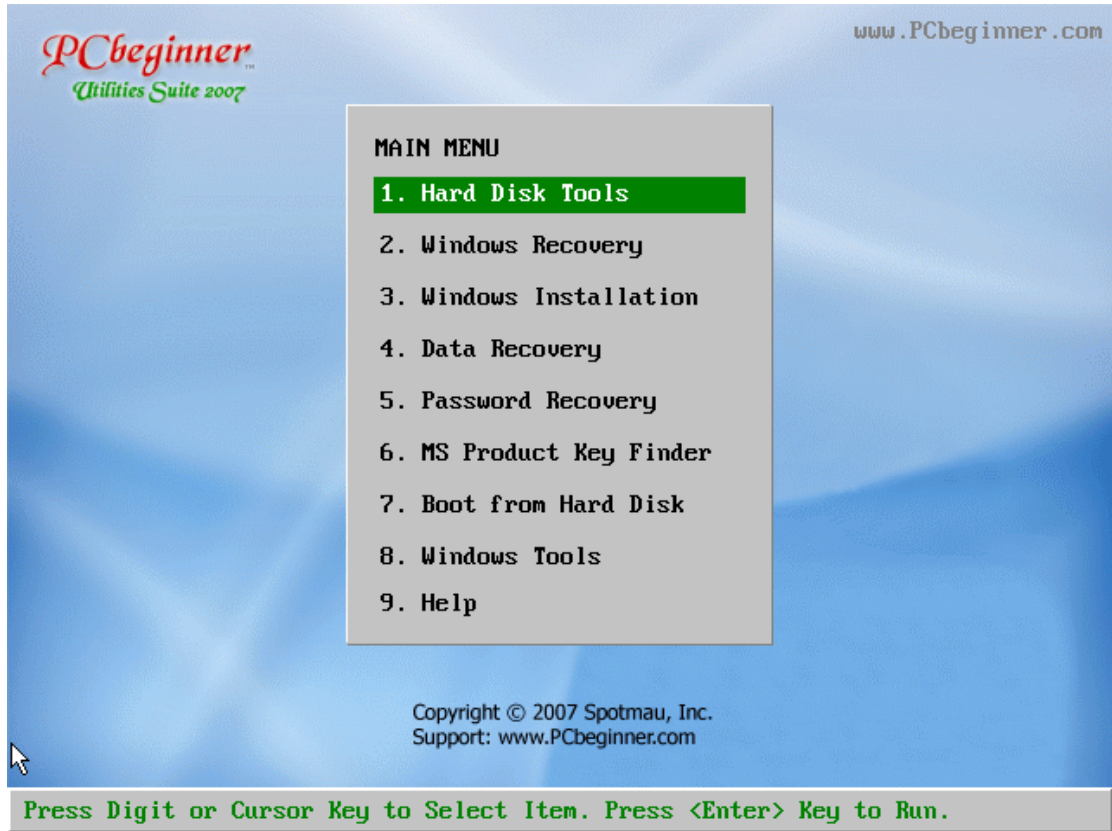 PCbeginner™
Utilities Suite 2007
www.PCbeginner.com
MAIN MENU
1. Hard Disk Tools
2. Windows Recovery
3. Windows Installation
4. Data Recovery
5. Password Recovery
6. MS Product Key Finder
7. Boot from Hard Disk
8. Windows Tools
9. Help
Copyright © 2007 Spotmau, Inc.
Support: www.PCbeginner.com
Press Digit or Cursor Key to Select Item. Press <Enter> Key to Run.